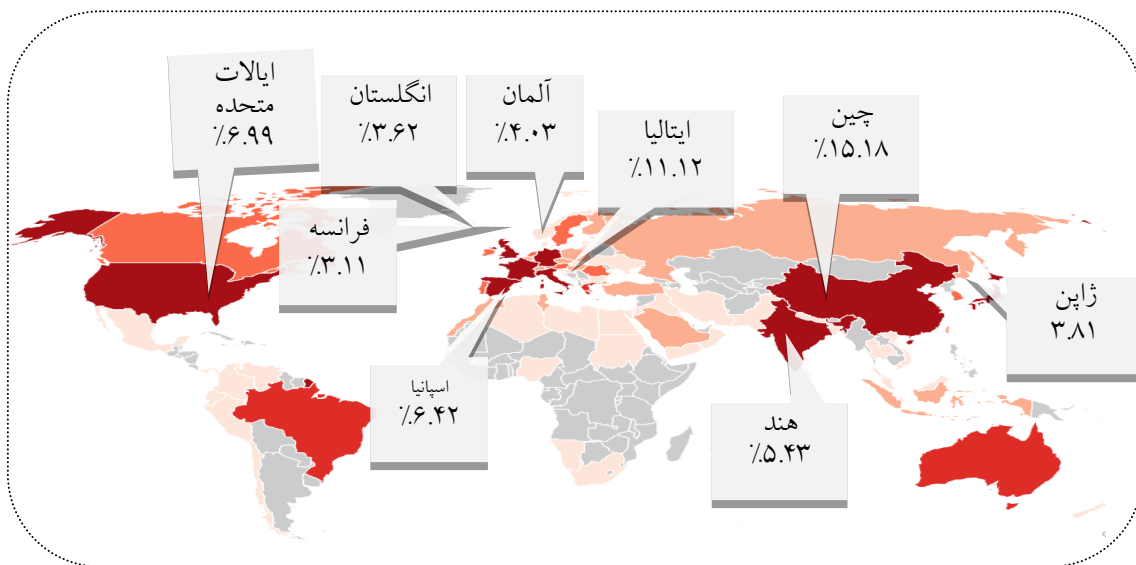 ایالات
متحده
٪۶.۹۹
انگلستان
٪۳.۶۲
آلمان
٪۴.۰۳
ایتالیا
٪۱۱.۱۲
چین
٪۱۵.۱۸
فرانسه
٪۳.۱۱
ژاپن
۳.۸۱
اسپانیا
٪۶.۴۲
هند
٪۵.۴۳